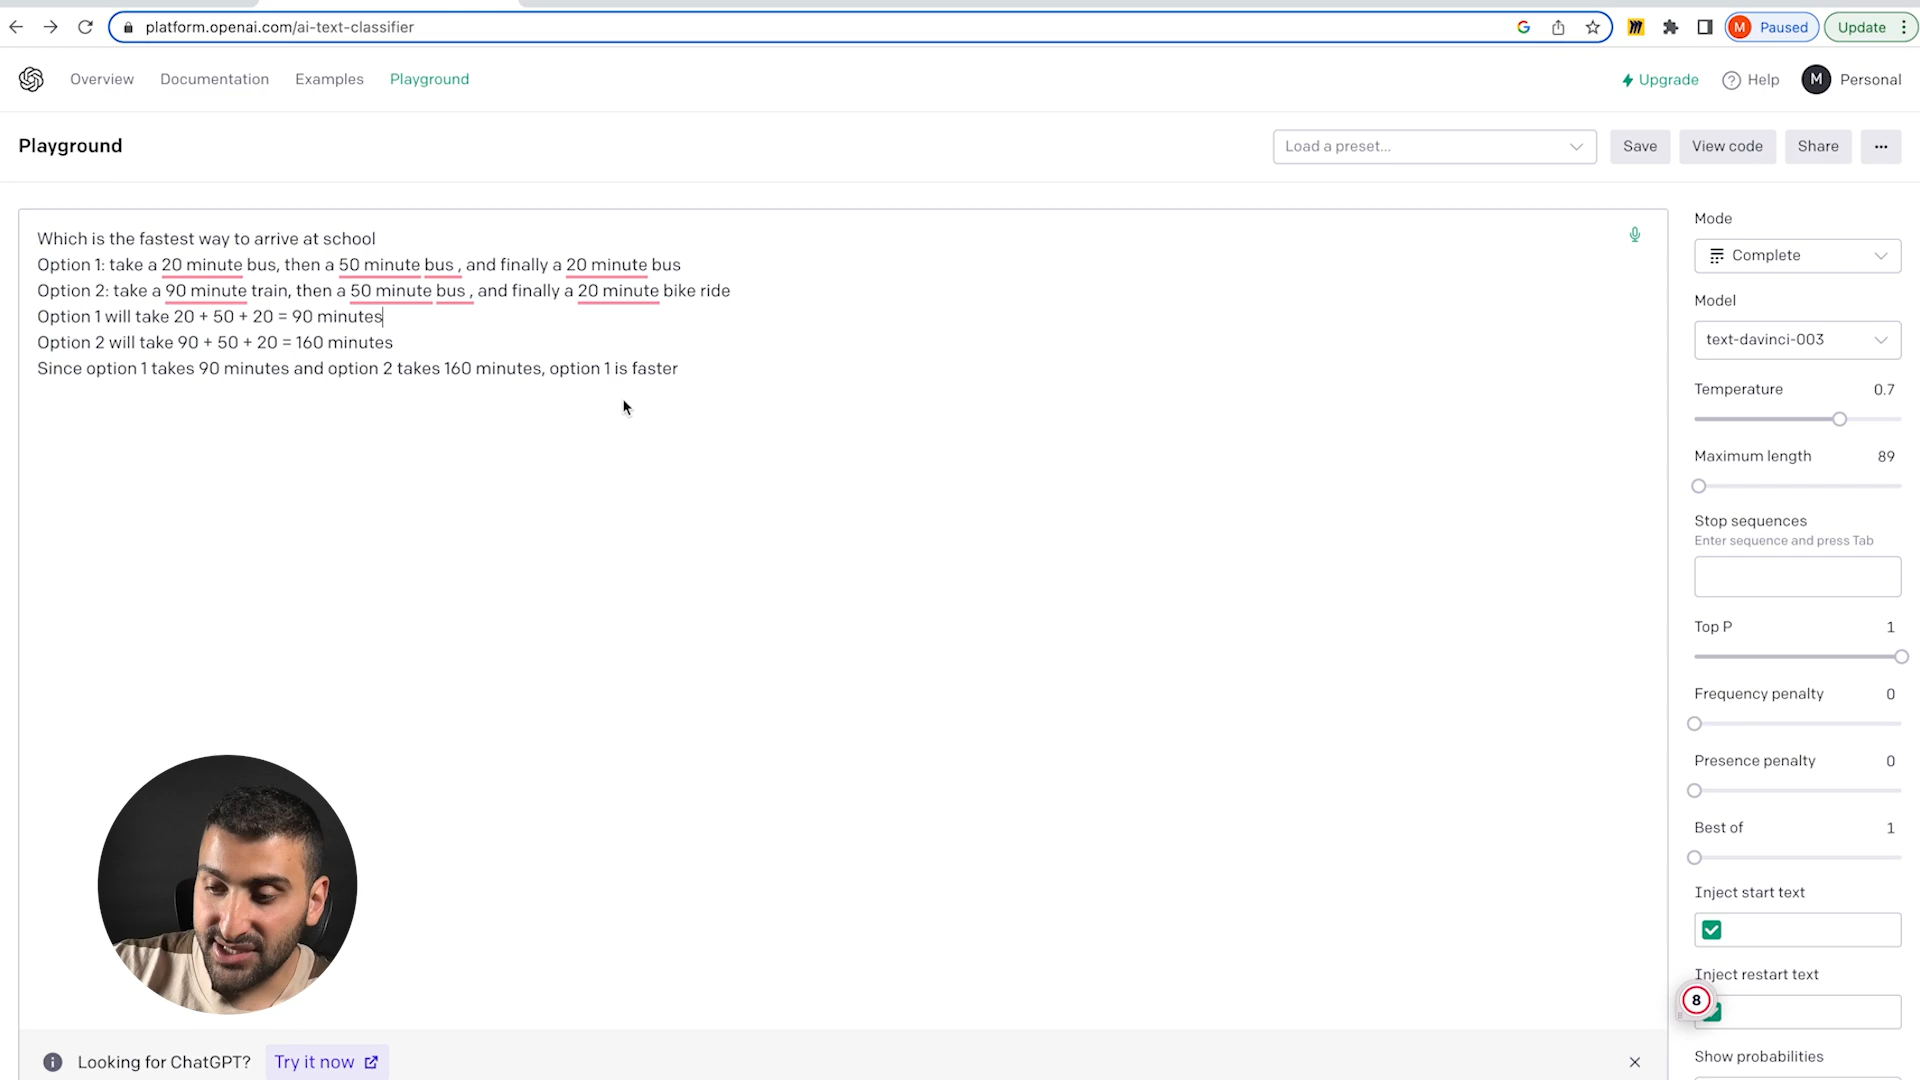 platform.openai.com/ai-text-classifier
G
M Paused
Update
Overview Documentation Examples Playground
Upgrade
Help
M Personal
Playground
Load a preset...
Save
View code
Share
Which is the fastest way to arrive at school
Option 1: take a 20 minute bus, then a 50 minute bus , and finally a 20 minute bus
Option 2: take a 90 minute train, then a 50 minute bus , and finally a 20 minute bike ride
Option 1 will take 20 + 50 + 20 = 90 minutes
Option 2 will take 90 + 50 + 20 = 160 minutes
Since option 1 takes 90 minutes and option 2 takes 160 minutes, option 1 is faster
Mode
Complete
Model
text-davinci-003
Temperature 0.7
Maximum length 89
Stop sequences
Enter sequence and press Tab
Top P 1
Frequency penalty 0
Presence penalty 0
Best of 1
Inject start text
Inject restart text
8
Show probabilities
Looking for ChatGPT? Try it now